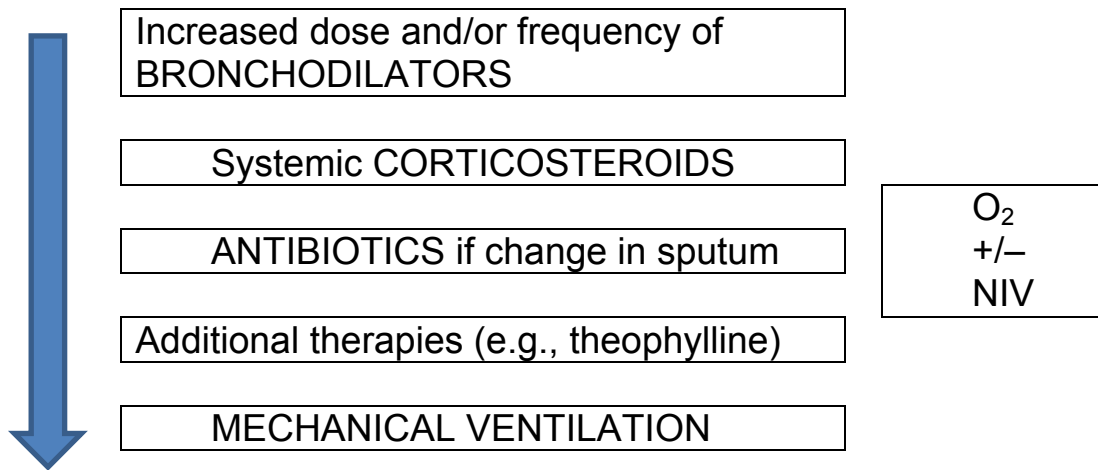 Increased dose and/or frequency of
BRONCHODILATORS
Systemic CORTICOSTEROIDS
ANTIBIOTICS if change in sputum
Additional therapies (e.g., theophylline)
MECHANICAL VENTILATION
O₂
+/–
NIV